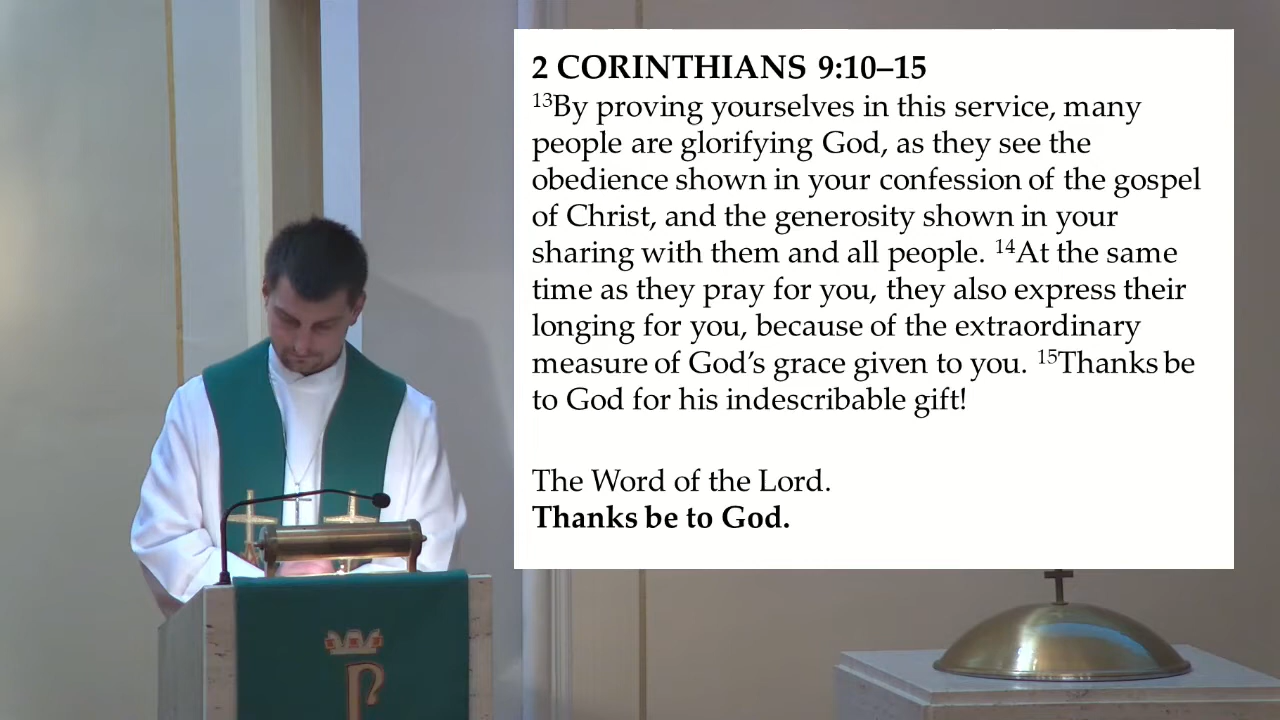 2 CORINTHIANS 9:10–15
¹³By proving yourselves in this service, many
people are glorifying God, as they see the
obedience shown in your confession of the gospel
of Christ, and the generosity shown in your
sharing with them and all people. ¹⁴At the same
time as they pray for you, they also express their
longing for you, because of the extraordinary
measure of God’s grace given to you. ¹⁵Thanks be
to God for his indescribable gift!
The Word of the Lord.
Thanks be to God.